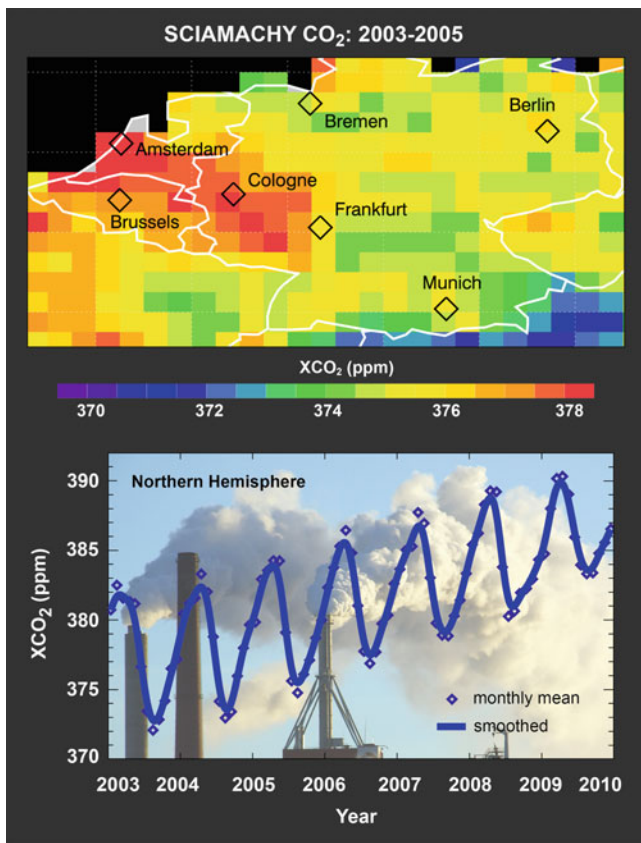 SCIAMACHY CO₂: 2003-2005
Bremen
Berlin
Amsterdam
Cologne
Brussels
Frankfurt
Munich
XCO₂ (ppm)
370 372 374 376 378
Northern Hemisphere
390
385
380
375
370
XCO₂ (ppm)
monthly mean
smoothed
2003 2004 2005 2006 2007 2008 2009 2010
Year